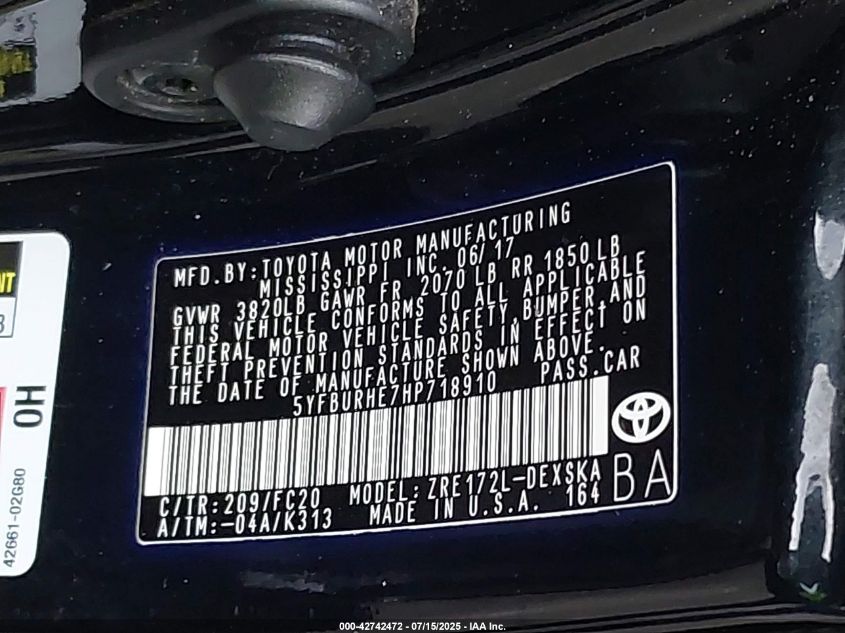 MFD.BY:TOYOTA MOTOR MANUFACTURING
MISSISSIPPI INC. 06/17
GVWR 3820LB GAWR FR 2070 LB RR 1850 LB
THIS VEHICLE CONFORMS TO ALL APPLICABLE
FEDERAL MOTOR VEHICLE SAFETY,BUMPER,AND
THEFT PREVENTION STANDARDS IN EFFECT ON
THE DATE OF MANUFACTURE SHOWN ABOVE.
5YFBURHE7HP718910 PASS.CAR
C/TR:209/FC20 MODEL:ZRE172L-DEXSKA
A/TM:-04A/K313 MADE IN U.S.A. 164
BA
OH
42661-02G80
000-42742472 - 07/15/2025 - IAA Inc.